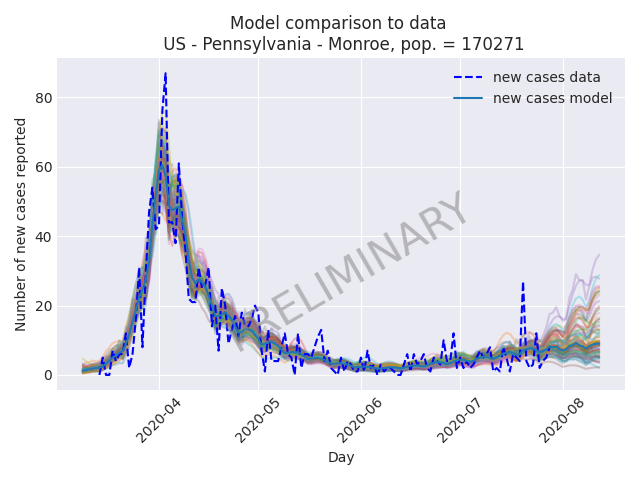 Model comparison to data
US - Pennsylvania - Monroe, pop. = 170271
new cases data
new cases model
PRELIMINARY
Number of new cases reported
80
60
40
20
0
2020-04
2020-05
2020-06
2020-07
2020-08
Day